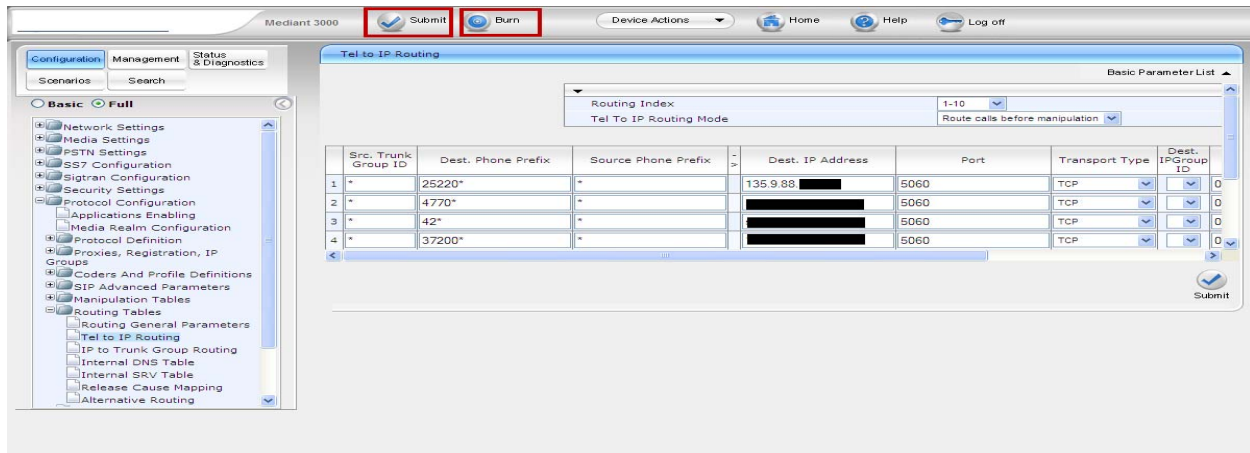 Mediant 3000
Submit
Burn
Device Actions
Home
Help
Log off
Configuration
Management
Status
& Diagnostics
Scenarios
Search
Basic
Full
Network Settings
Media Settings
PSTN Settings
SS7 Configuration
Sigtran Configuration
Security Settings
Protocol Configuration
Applications Enabling
Media Realm Configuration
Protocol Definition
Proxies, Registration, IP
Groups
Coders And Profile Definitions
SIP Advanced Parameters
Manipulation Tables
Routing Tables
Routing General Parameters
Tel to IP Routing
IP to Trunk Group Routing
Internal DNS Table
Internal SRV Table
Release Cause Mapping
Alternative Routing
Tel to IP Routing
Basic Parameter List
Routing Index 1-10
Tel To IP Routing Mode Route calls before manipulation
Src. Trunk Group ID Dest. Phone Prefix Source Phone Prefix -> Dest. IP Address Port Transport Type Dest. IPGroup ID
1 * 25220* * 135.9.88. 5060 TCP 0
2 * 4770* * 5060 TCP 0
3 * 42* * 5060 TCP 0
4 * 37200* * 5060 TCP 0
Submit